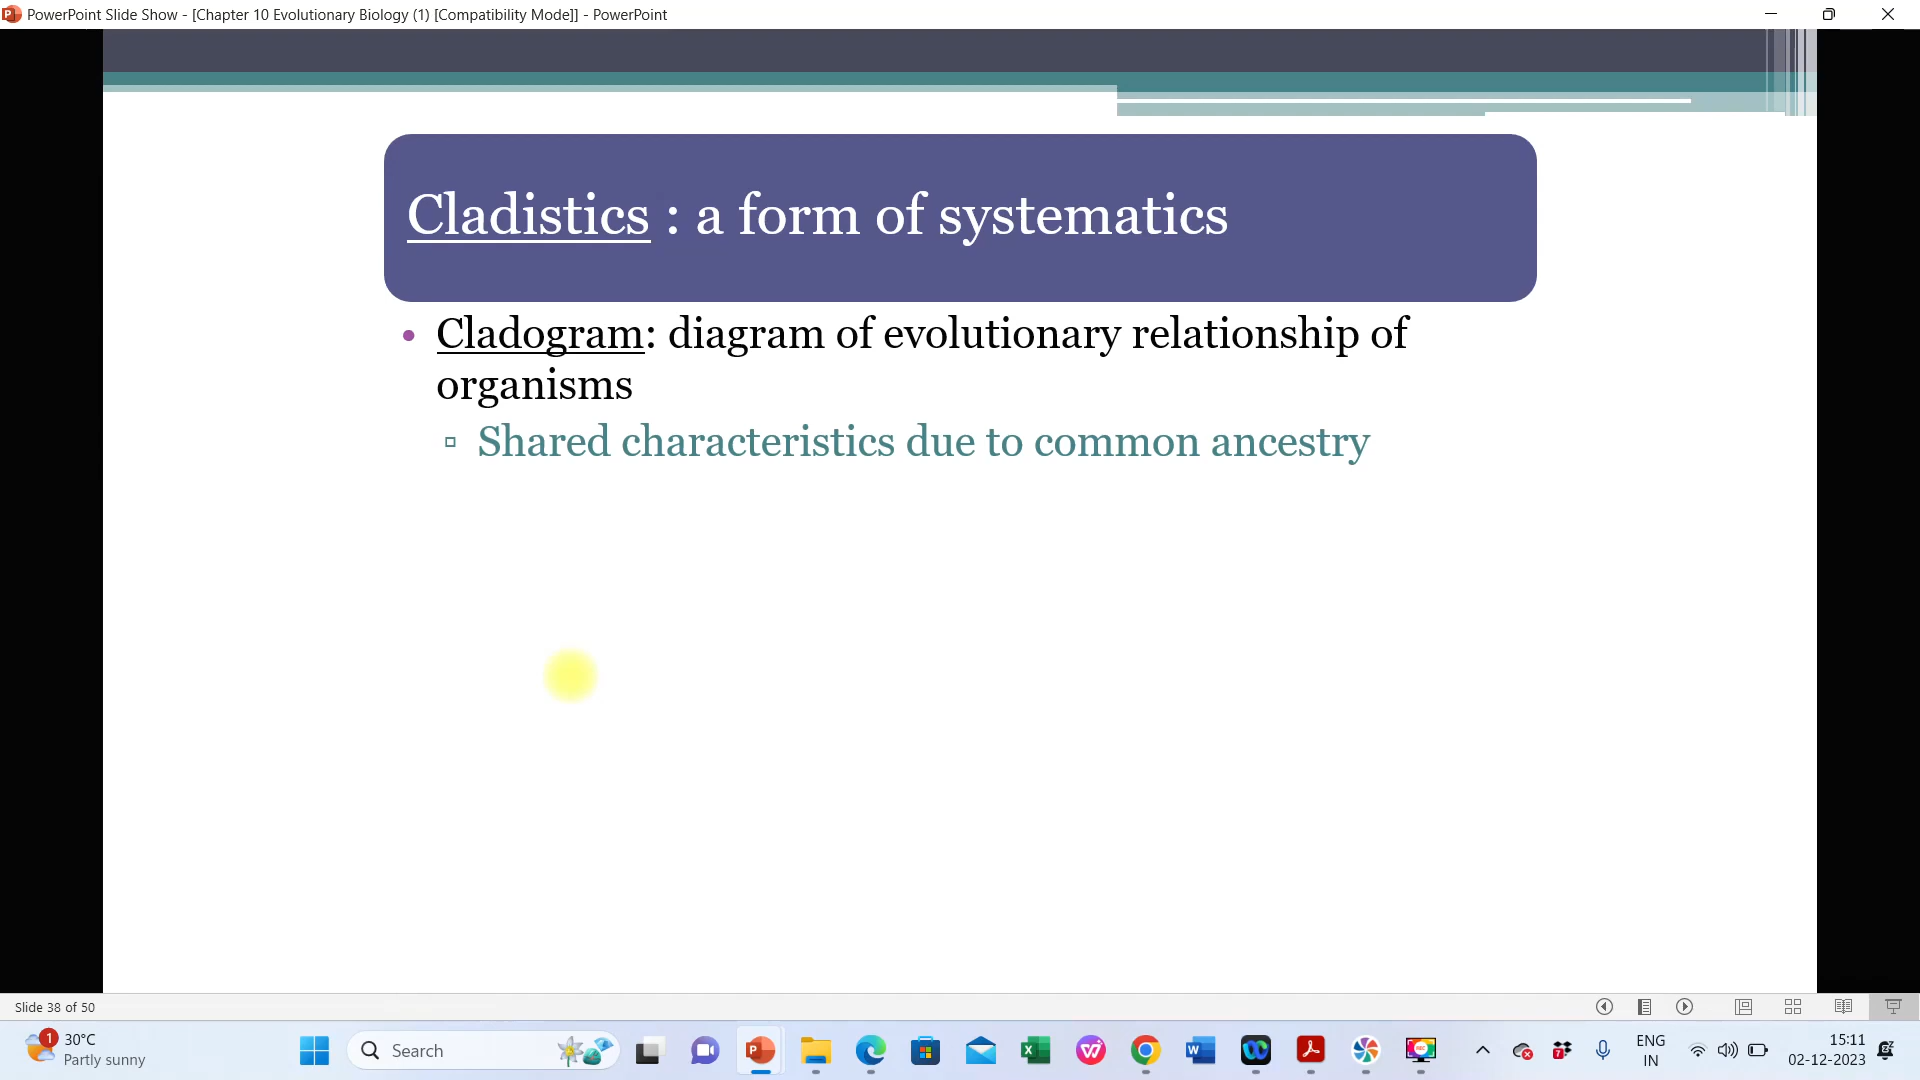 PowerPoint Slide Show - [Chapter 10 Evolutionary Biology (1) [Compatibility Mode]] - PowerPoint
Cladistics : a form of systematics
• Cladogram: diagram of evolutionary relationship of
organisms
▫ Shared characteristics due to common ancestry
Slide 38 of 50
1
30°C
Partly sunny
Search
7
ENG
IN
15:11
02-12-2023